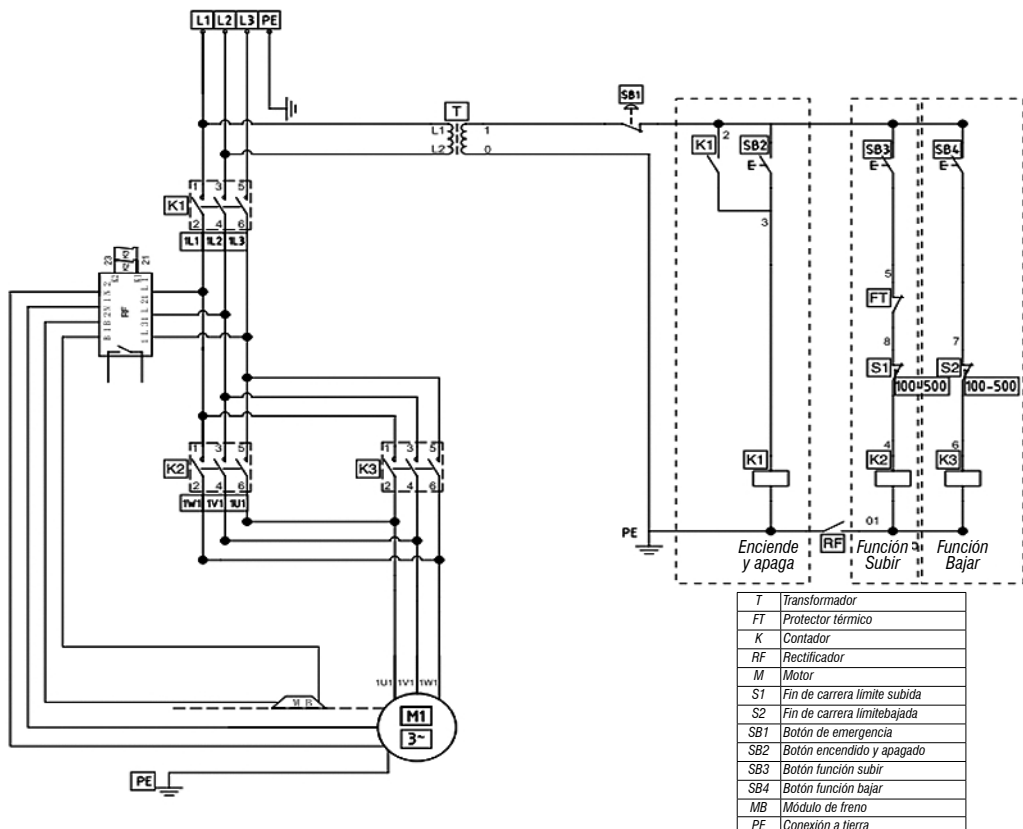 L1 L2 L3 PE
SB1
T
L1 1
L2 0
K1 2 SB2 SB3 SB4
E E E
3
K1
1 3 5
2 4 6
1L1 1L2 1L3
23 21
RF
5
FT
8 7
S1 S2
100-500 100-500
4 6
K1 K2 K3
K2
1 3 5
2 4 6
1W1 1V1 1U1
K3
1 3 5
2 4 6
PE
RF
01
Enciende y apaga
Función Subir
Función Bajar
1U1 1V1 1W1
M B
M1
3~
PE
T Transformador
FT Protector térmico
K Contador
RF Rectificador
M Motor
S1 Fin de carrera límite subida
S2 Fin de carrera límitebajada
SB1 Botón de emergencia
SB2 Botón encendido y apagado
SB3 Botón función subir
SB4 Botón función bajar
MB Módulo de freno
PE Conexión a tierra